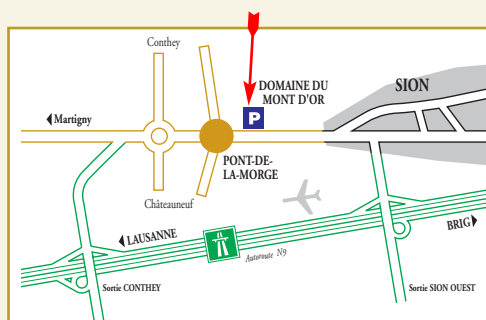 Conthey
DOMAINE DU
MONT D'OR
SION
P
Martigny
PONT-DE-
LA-MORGE
Châteauneuf
LAUSANNE
BRIG
Autoroute N9
Sortie CONTHEY
Sortie SION OUEST